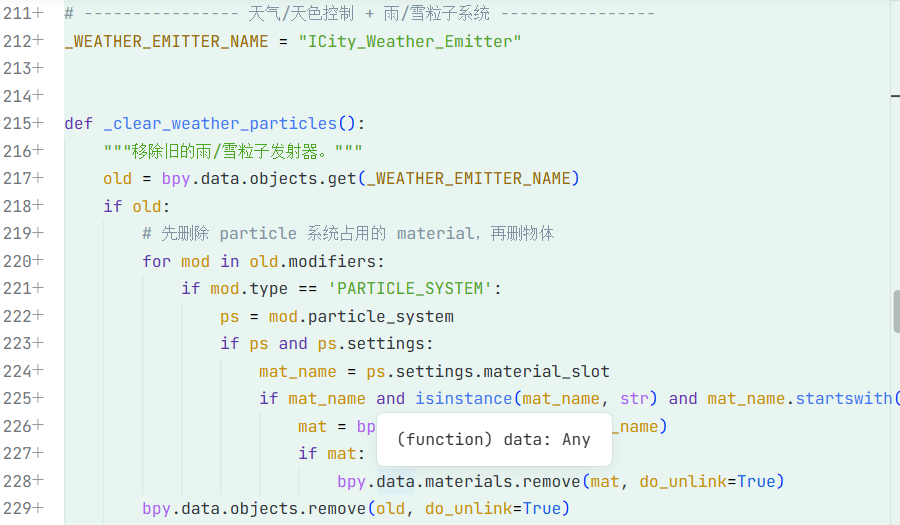 211+ # ---------------- 天气/天色控制 + 雨/雪粒子系统 ----------------
212+ _WEATHER_EMITTER_NAME = "ICity_Weather_Emitter"
213+
214+
215+ def _clear_weather_particles():
216+     """移除旧的雨/雪粒子发射器。"""
217+     old = bpy.data.objects.get(_WEATHER_EMITTER_NAME)
218+     if old:
219+         # 先删除 particle 系统占用的 material，再删物体
220+         for mod in old.modifiers:
221+             if mod.type == 'PARTICLE_SYSTEM':
222+                 ps = mod.particle_system
223+                 if ps and ps.settings:
224+                     mat_name = ps.settings.material_slot
225+                     if mat_name and isinstance(mat_name, str) and mat_name.startswith(
226+                         mat = bp _name)
(function) data: Any
227+                         if mat:
228+                             bpy.data.materials.remove(mat, do_unlink=True)
229+         bpy.data.objects.remove(old, do_unlink=True)